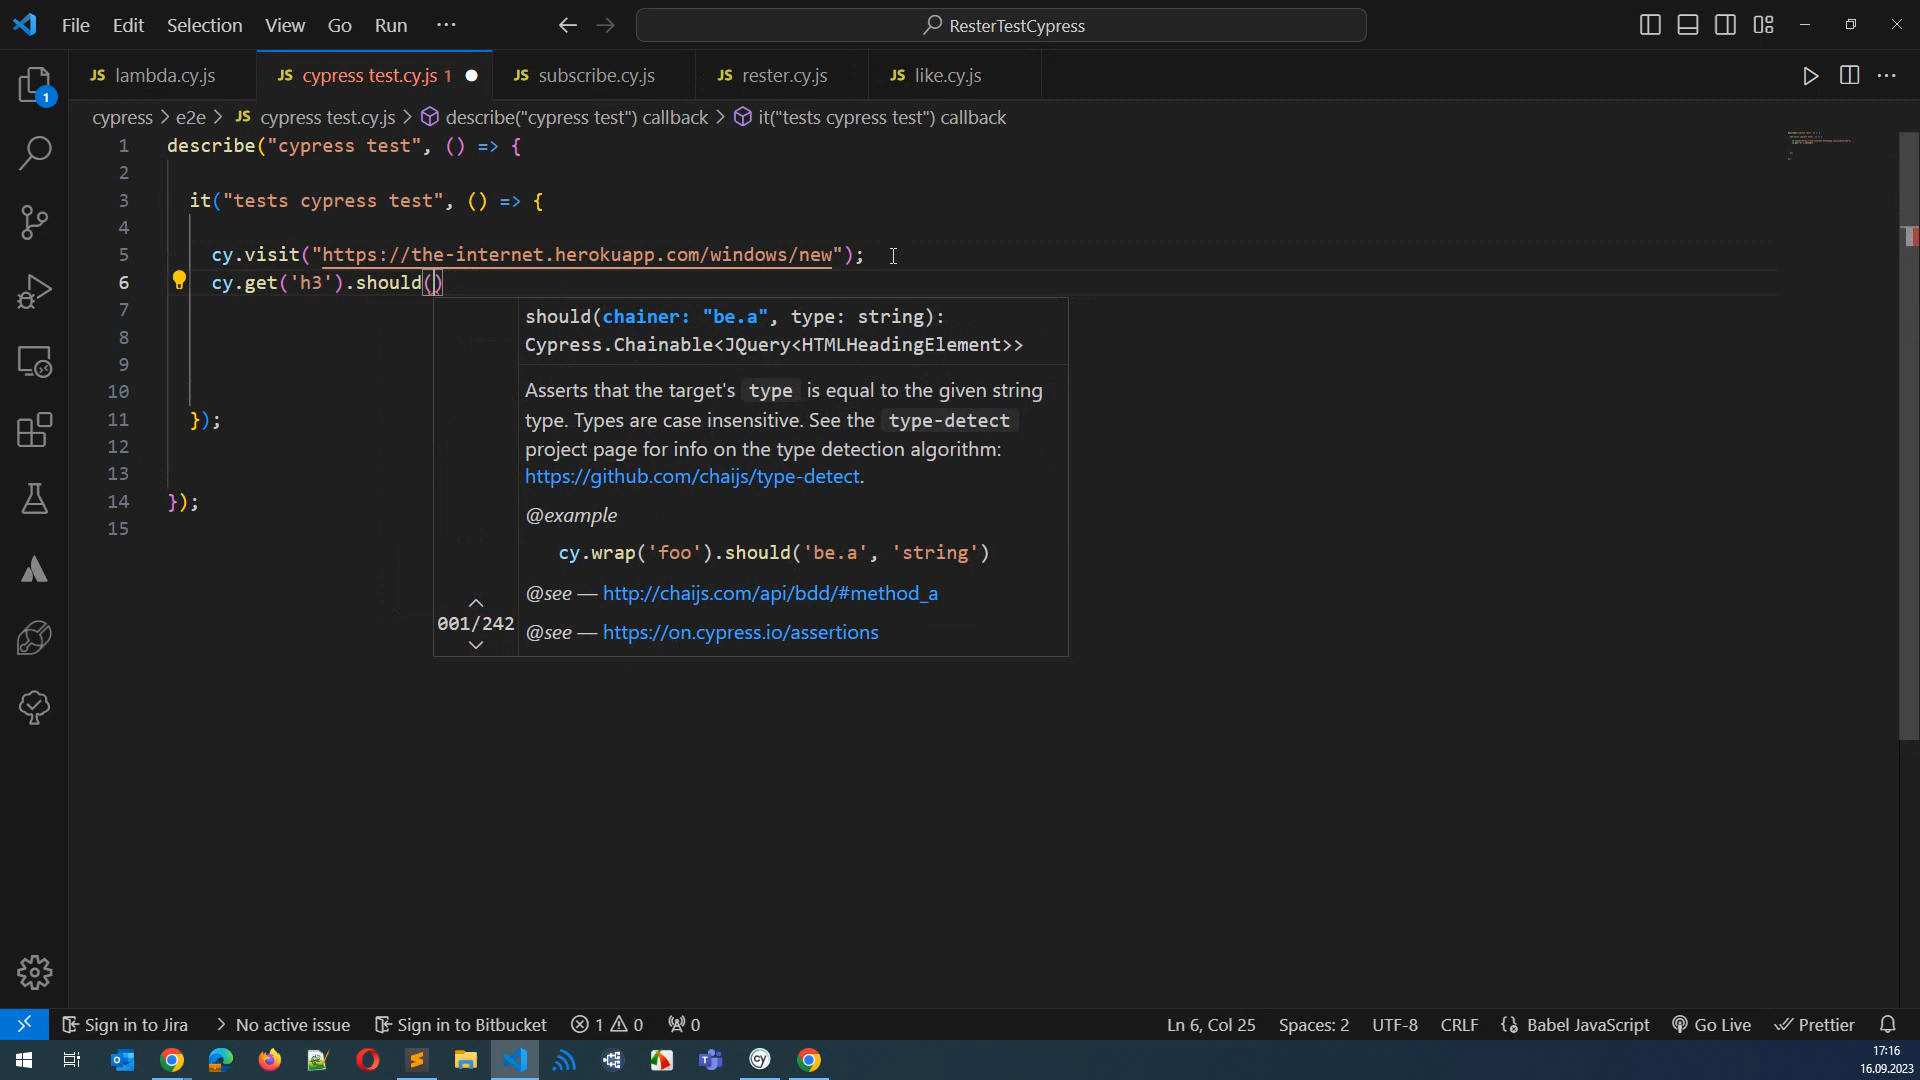 File Edit Selection View Go Run ··· ResterTestCypress
JS lambda.cy.js JS cypress test.cy.js 1 JS subscribe.cy.js JS rester.cy.js JS like.cy.js
cypress > e2e > JS cypress test.cy.js > describe("cypress test") callback > it("tests cypress test") callback
1 describe("cypress test", () => {
2
3 it("tests cypress test", () => {
4
5 cy.visit("https://the-internet.herokuapp.com/windows/new");
6 cy.get('h3').should()
7
8
9
10
11 });
12
13
14 });
15
should(chainer: "be.a", type: string):
Cypress.Chainable<JQuery<HTMLHeadingElement>>
Asserts that the target's type is equal to the given string
type. Types are case insensitive. See the type-detect
project page for info on the type detection algorithm:
https://github.com/chaijs/type-detect.
@example
cy.wrap('foo').should('be.a', 'string')
@see — http://chaijs.com/api/bdd/#method_a
001/242
@see — https://on.cypress.io/assertions
1
Sign in to Jira > No active issue Sign in to Bitbucket 1 0 0 Ln 6, Col 25 Spaces: 2 UTF-8 CRLF {} Babel JavaScript Go Live Prettier
cy
17:16
16.09.2023